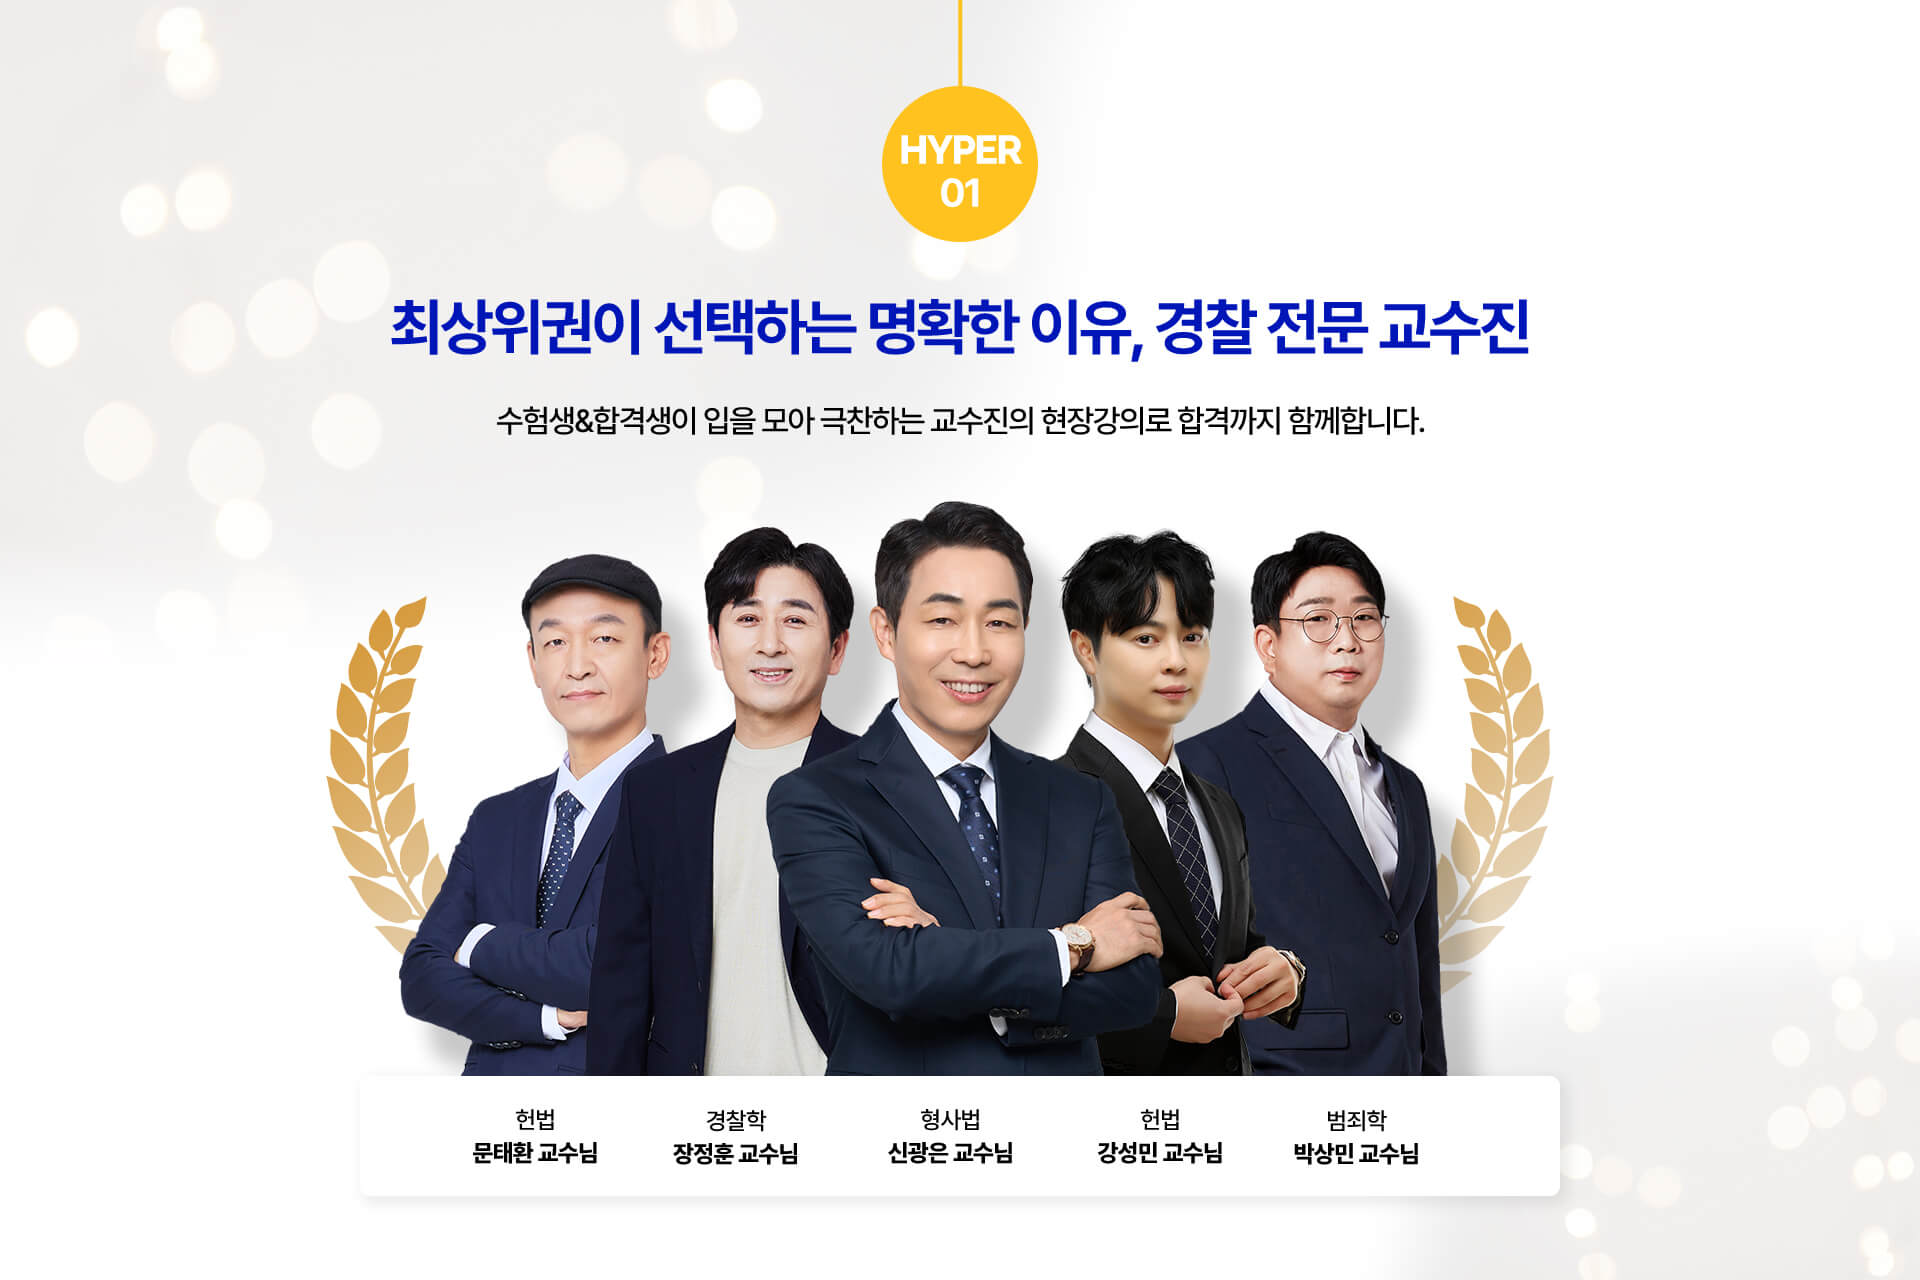 HYPER
01
최상위권이 선택하는 명확한 이유, 경찰 전문 교수진
수험생&합격생이 입을 모아 극찬하는 교수진의 현장강의로 합격까지 함께합니다.
헌법
문태환 교수님
경찰학
장정훈 교수님
형사법
신광은 교수님
헌법
강성민 교수님
범죄학
박상민 교수님